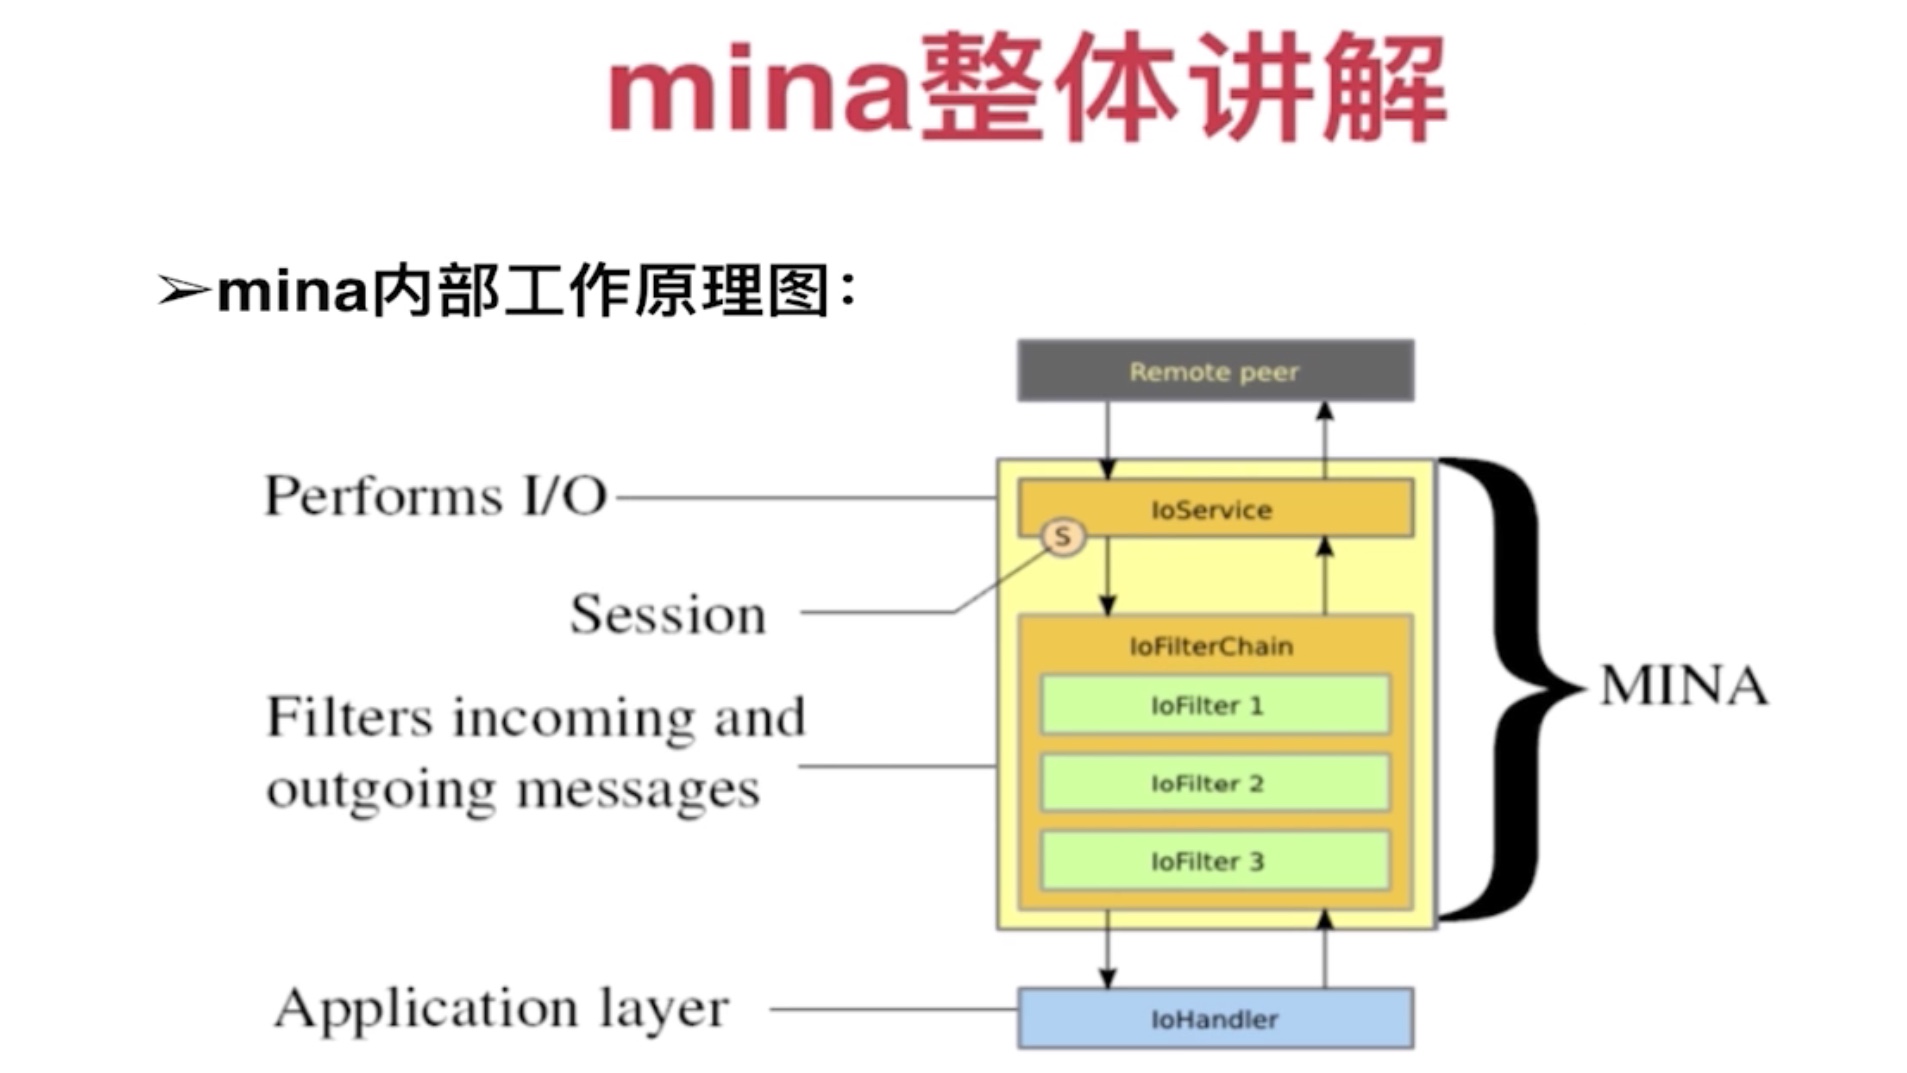 mina整体讲解
➢mina内部工作原理图：
Remote peer
Performs I/O
IoService
S
Session
IoFilterChain
Filters incoming and
outgoing messages
IoFilter 1
IoFilter 2
IoFilter 3
MINA
Application layer
IoHandler